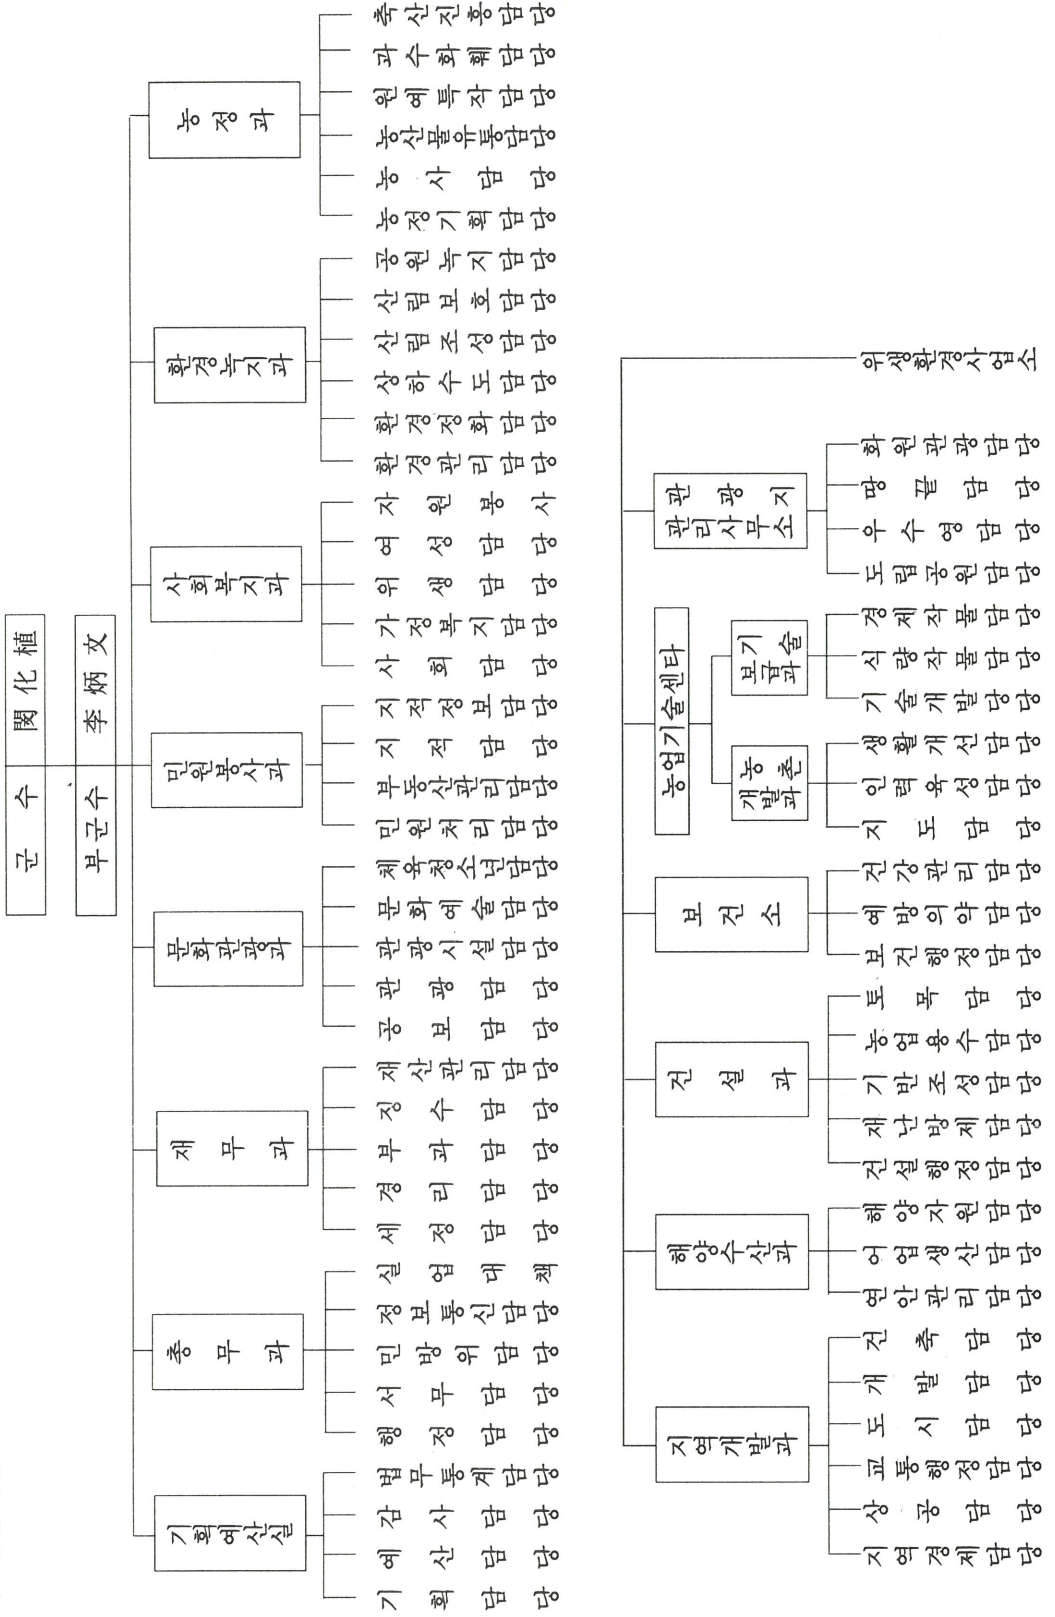 군 수 閔化植
부군수 李炳文
기획예산실
총무과
재무과
문화관광과
민원봉사과
사회복지과
환경녹지과
농정과
기획담당
예산담당
감사담당
법무통계담당
행정담당
서무담당
민방위담당
정보통신담당
실업대책
세정담당
경리담당
부과담당
징수담당
재산관리담당
공보담당
관광담당
관광시설담당
문화예술담당
체육청소년담당
민원처리담당
부동산관리담당
지적담당
지적정보담당
사회담당
가정복지담당
위생담당
여성담당
자원봉사
환경관리담당
환경정화담당
상하수도담당
산림조성담당
산림보호담당
공원녹지담당
농정기획담당
농사담당
농산물유통담당
원예특작담당
과수화훼담당
축산진흥담당
지역개발과
해양수산과
건설과
보건소
농업기술센타
관광지
관리사무소
위생환경사업소
농촌
개발과
기술
보급과
지역경제담당
상공담당
교통행정담당
도시담당
개발담당
건축담당
연안관리담당
어업생산담당
해양자원담당
건설행정담당
재난방제담당
기반조성담당
농업용수담당
토목담당
보건행정담당
예방의약담당
건강관리담당
지도담당
인력육성담당
생활개선담당
기술개발당당
식량작물담당
경제작물담당
도립공원담당
우수영담당
땅끝담당
화원관광담당